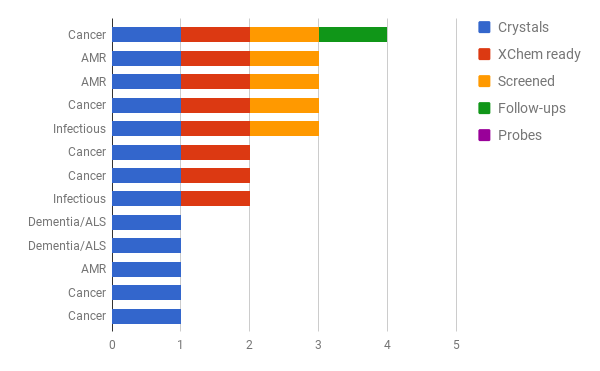 Cancer
AMR
AMR
Cancer
Infectious
Cancer
Cancer
Infectious
Dementia/ALS
Dementia/ALS
AMR
Cancer
Cancer
0 1 2 3 4 5
Crystals
XChem ready
Screened
Follow-ups
Probes